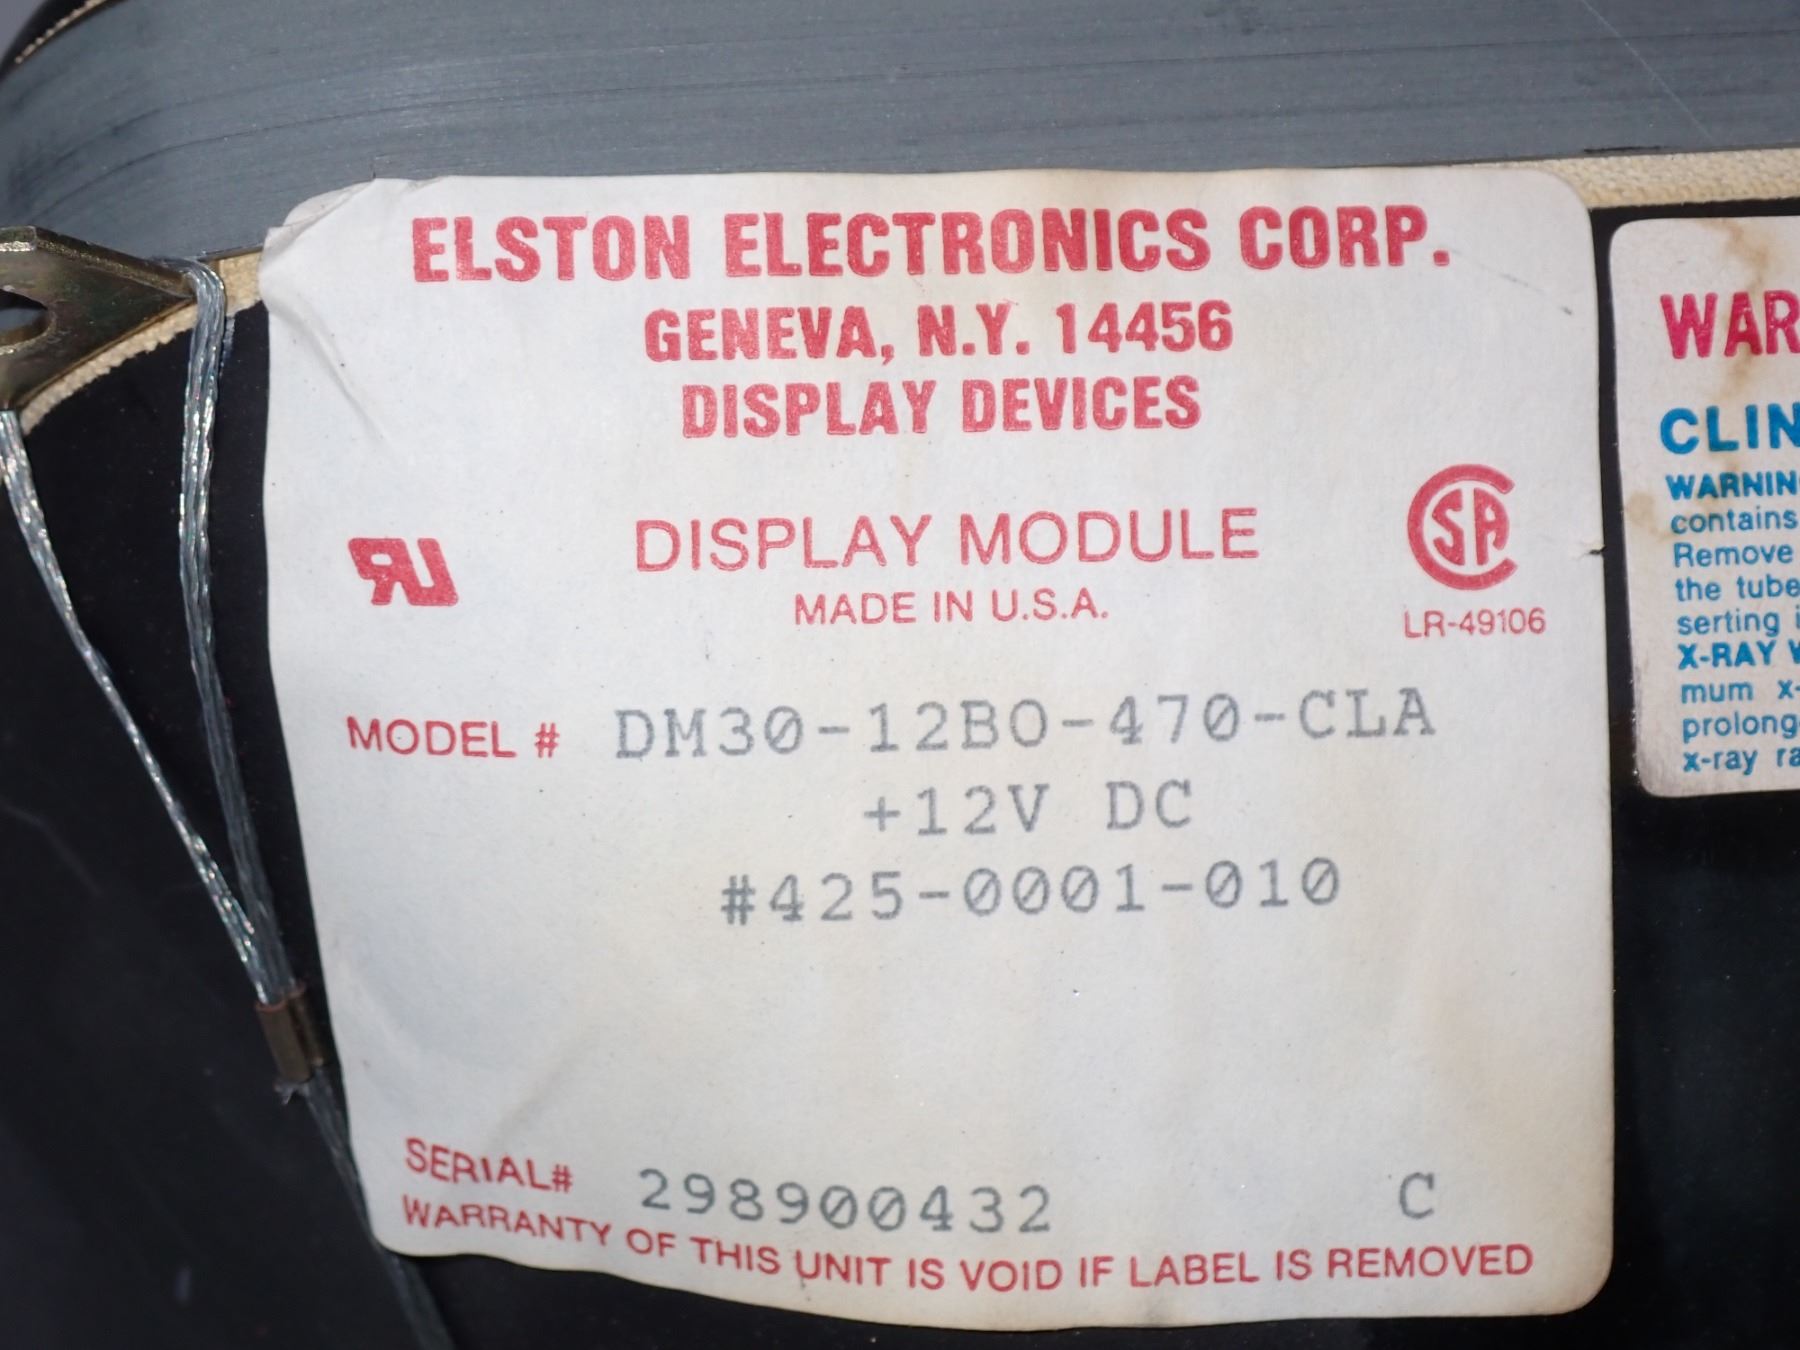 ELSTON ELECTRONICS CORP.
GENEVA, N.Y. 14456
DISPLAY DEVICES
DISPLAY MODULE
MADE IN U.S.A.
LR-49106
MODEL # DM30-12BO-470-CLA
+12V DC
#425-0001-010
SERIAL# 298900432 C
WARRANTY OF THIS UNIT IS VOID IF LABEL IS REMOVED
WAR
CLIN
WARNIN
contains
Remove
the tube
serting i
X-RAY W
mum x-
prolong
x-ray ra